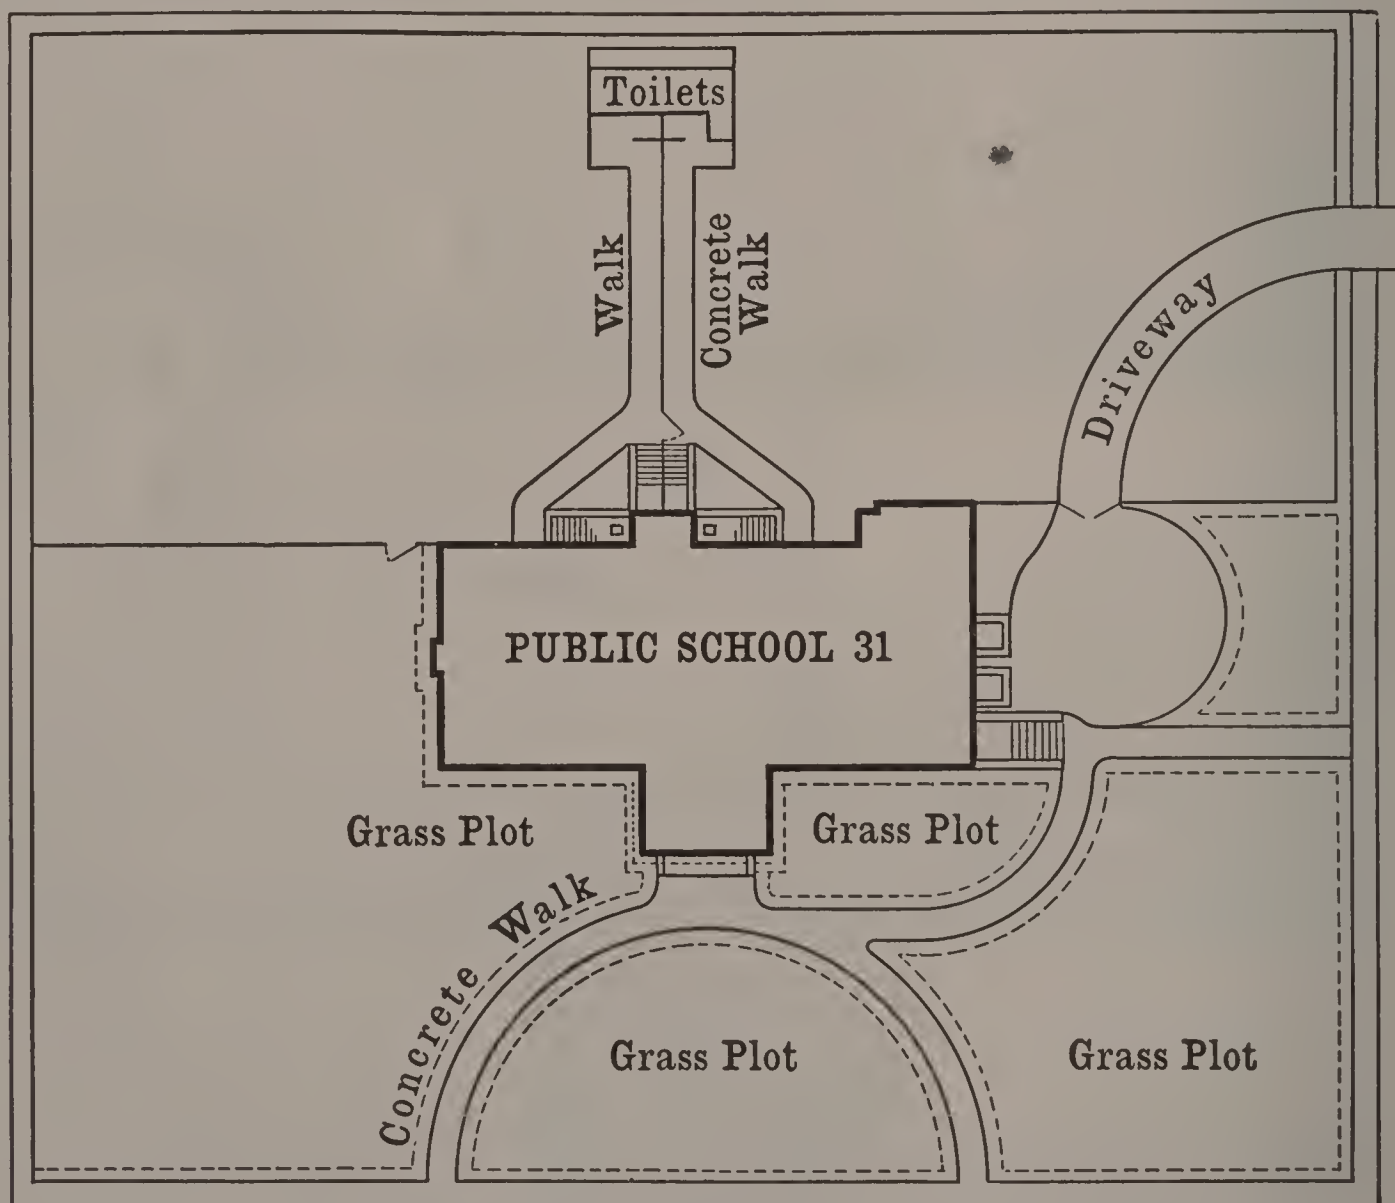 Toilets
Walk
Concrete
Walk
Driveway
PUBLIC SCHOOL 31
Grass Plot
Grass Plot
Concrete Walk
Grass Plot
Grass Plot